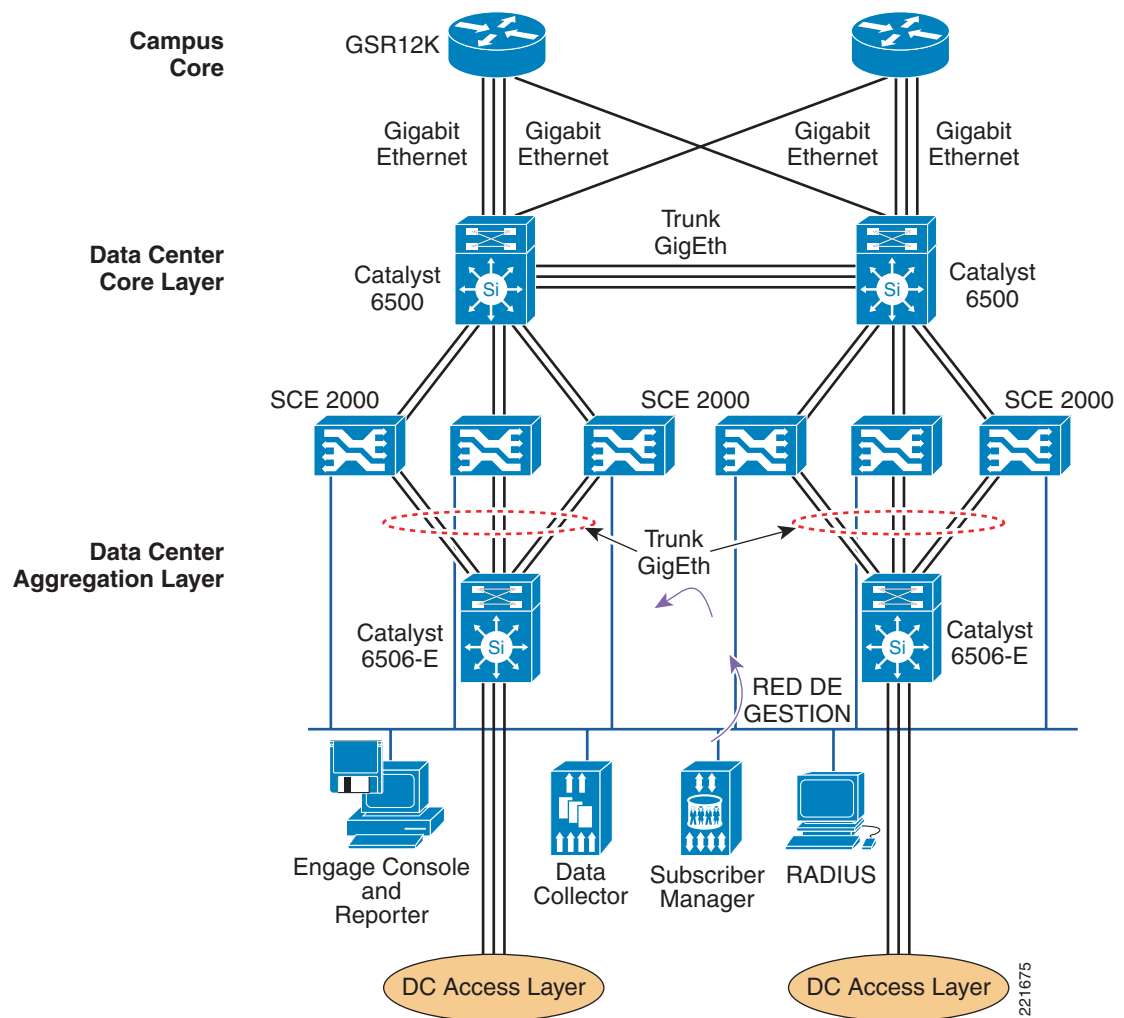 Campus
Core
GSR12K
Gigabit
Ethernet
Gigabit
Ethernet
Gigabit
Ethernet
Gigabit
Ethernet
Data Center
Core Layer
Catalyst
6500
Si
Trunk
GigEth
Si
Catalyst
6500
SCE 2000
SCE 2000
SCE 2000
Data Center
Aggregation Layer
Trunk
GigEth
Catalyst
6506-E
Si
Si
Catalyst
6506-E
RED DE
GESTION
Engage Console
and
Reporter
Data
Collector
Subscriber
Manager
RADIUS
DC Access Layer
DC Access Layer
221675